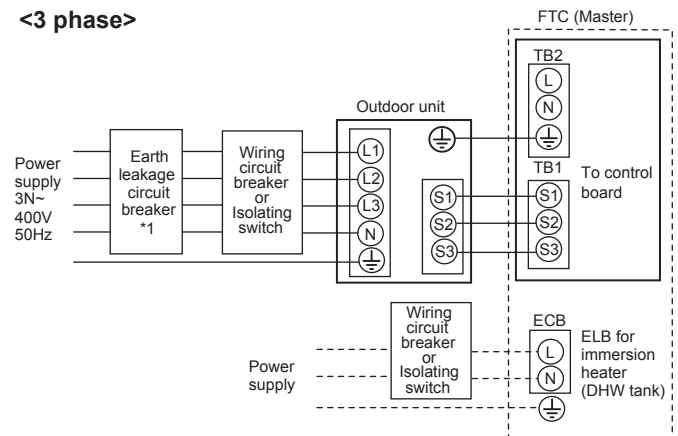 <3 phase>
FTC (Master)
TB2
L
N
Outdoor unit
Power
supply
3N~
400V
50Hz
Earth
leakage
circuit
breaker
*1
Wiring
circuit
breaker
or
Isolating
switch
L1
L2
L3
N
S1
S2
S3
TB1
S1
S2
S3
To control
board
Power
supply
Wiring
circuit
breaker
or
Isolating
switch
ECB
L
N
ELB for
immersion
heater
(DHW tank)